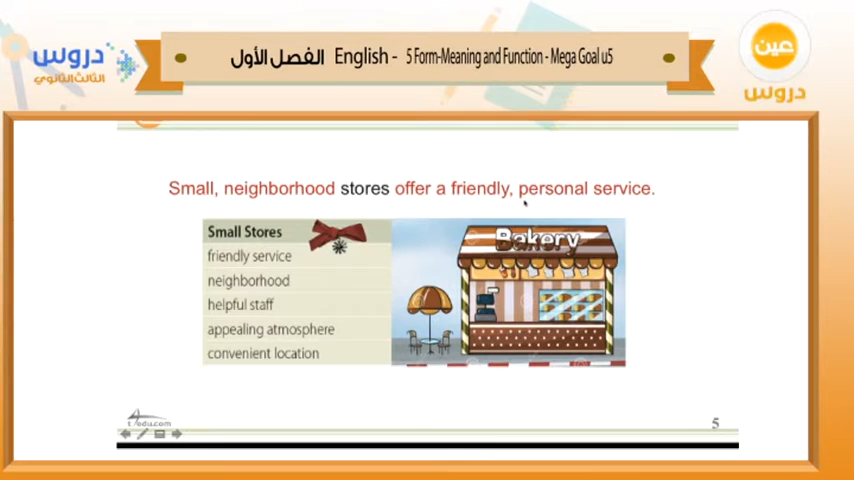 دروس
الثالث الثانوي
الفصل الأول English - 5 Form-Meaning and Function - Mega Goal u5
عين
دروس
Small, neighborhood stores offer a friendly, personal service.
Small Stores
friendly service
neighborhood
helpful staff
appealing atmosphere
convenient location
Bakery
5